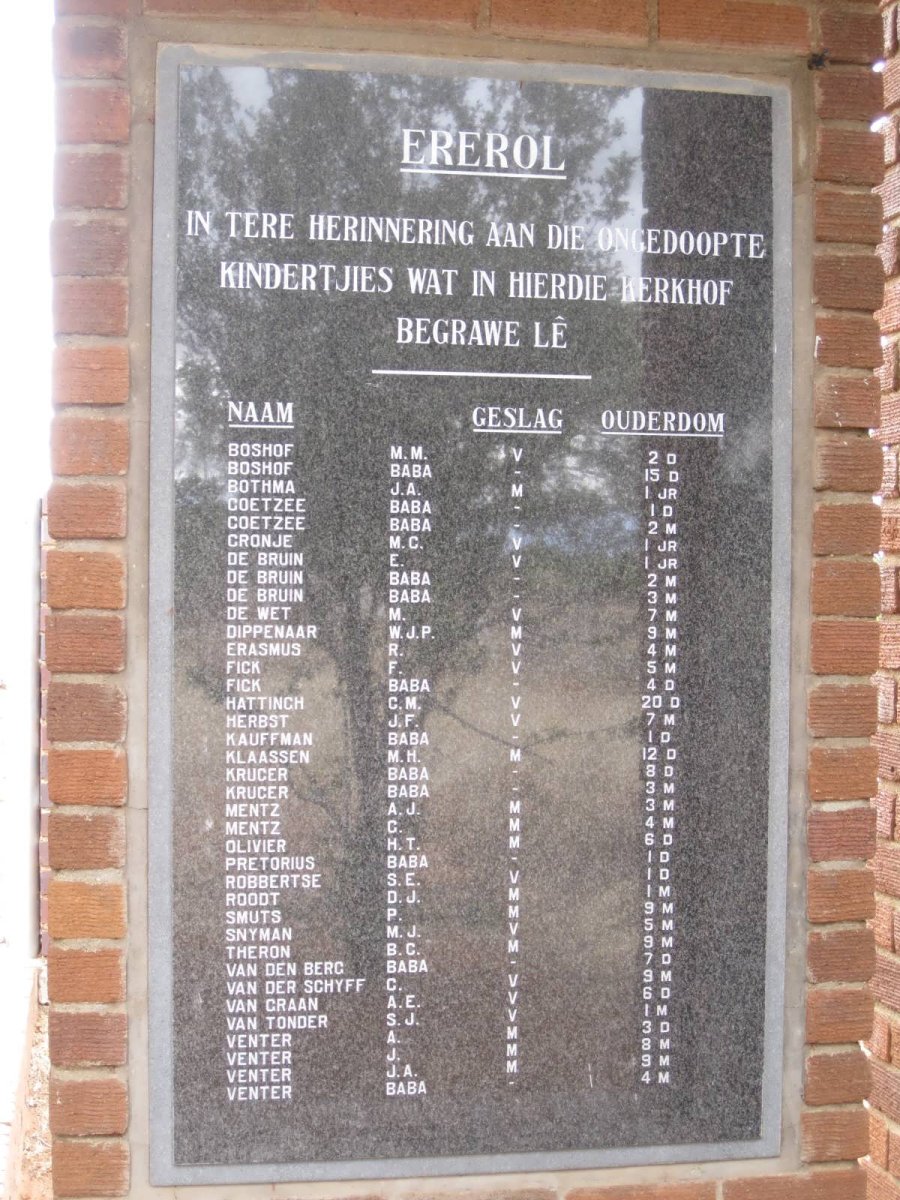 EREROL
IN TERE HERINNERING AAN DIE ONGEDOOPTE
KINDERTJIES WAT IN HIERDIE KERKHOF
BEGRAWE LÊ
NAAM GESLAG OUDERDOM
BOSHOF M.M. V 2 D
BOSHOF BABA - 15 D
BOTHMA J.A. M 1 JR
COETZEE BABA - 1 D
COETZEE BABA - 2 M
CRONJE M.C. V 1 JR
DE BRUIN E. V 1 JR
DE BRUIN BABA - 2 M
DE BRUIN BABA - 3 M
DE WET M. V 7 M
DIPPENAAR W.J.P. M 9 M
ERASMUS R. V 4 M
FICK F. V 5 M
FICK BABA - 4 D
HATTINGH C.M. V 20 D
HERBST J.F. V 7 M
KAUFFMAN BABA - 1 D
KLAASSEN M.H. M 12 D
KRUGER BABA - 8 D
KRUGER BABA - 3 M
MENTZ A.J. M 3 M
MENTZ C. M 4 M
OLIVIER H.T. M 6 D
PRETORIUS BABA - 1 D
ROBBERTSE S.E. V 1 D
ROODT D.J. M 1 M
SMUTS P. M 9 M
SNYMAN M.J. V 5 M
THERON B.C. M 9 M
VAN DEN BERG BABA - 7 D
VAN DER SCHYFF C. V 9 M
VAN GRAAN A.E. V 6 D
VAN TONDER S.J. V 1 M
VENTER A. M 3 D
VENTER J. M 8 M
VENTER J.A. M 9 M
VENTER BABA - 4 M